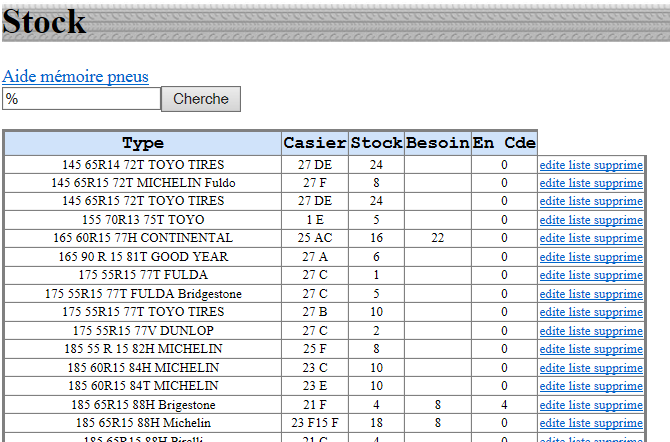 Stock
Aide mémoire pneus
% Cherche
Type Casier Stock Besoin En Cde
145 65R14 72T TOYO TIRES 27 DE 24 0 edite liste supprime
145 65R15 72T MICHELIN Fuldo 27 F 8 0 edite liste supprime
145 65R15 72T TOYO TIRES 27 DE 24 0 edite liste supprime
155 70R13 75T TOYO 1 E 5 0 edite liste supprime
165 60R15 77H CONTINENTAL 25 AC 16 22 0 edite liste supprime
165 90 R 15 81T GOOD YEAR 27 A 6 0 edite liste supprime
175 55R15 77T FULDA 27 C 1 0 edite liste supprime
175 55R15 77T FULDA Bridgestone 27 C 5 0 edite liste supprime
175 55R15 77T TOYO TIRES 27 B 10 0 edite liste supprime
175 55R15 77V DUNLOP 27 C 2 0 edite liste supprime
185 55 R 15 82H MICHELIN 25 F 8 0 edite liste supprime
185 60R15 84H MICHELIN 23 C 10 0 edite liste supprime
185 60R15 84T MICHELIN 23 E 10 0 edite liste supprime
185 65R15 88H Brigestone 21 F 4 8 4 edite liste supprime
185 65R15 88H Michelin 23 F15 F 18 8 0 edite liste supprime
185 65R15 88H Pirelli 21 C 4 0 edite liste supprime